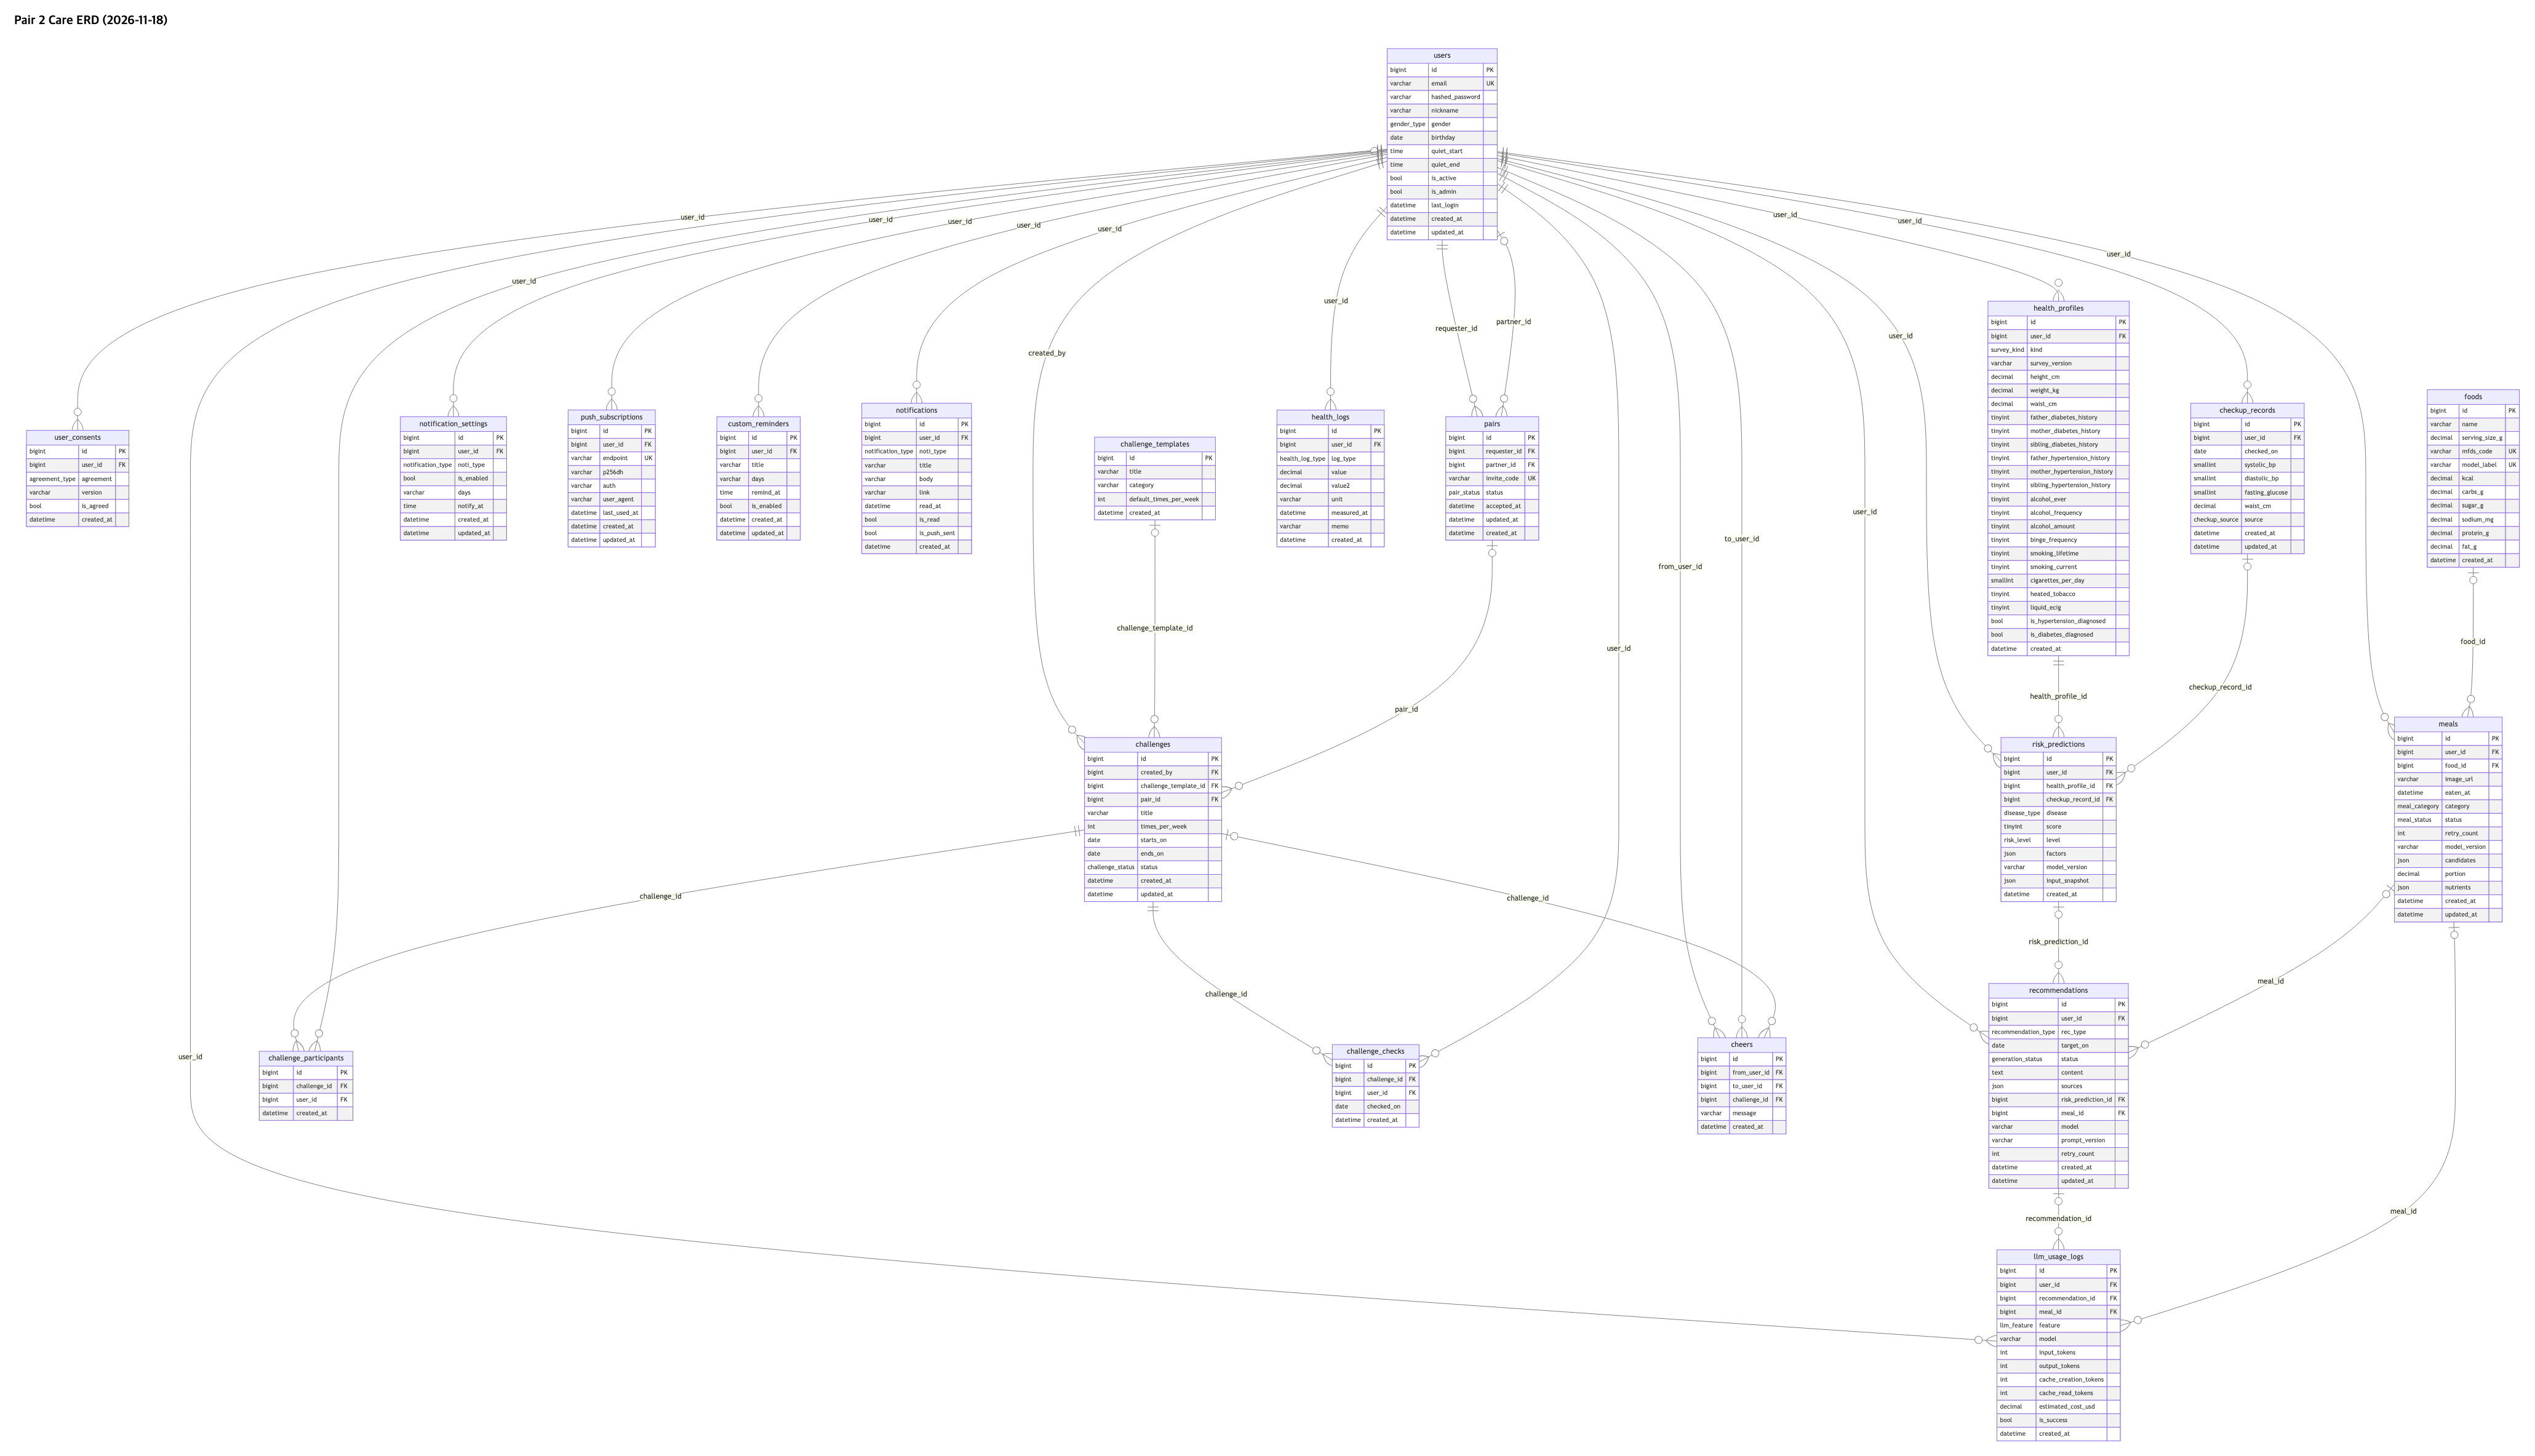 Pair 2 Care ERD (2026-11-18)
users
bigint id PK
varchar email UK
varchar hashed_password
varchar nickname
gender_type gender
date birthday
time quiet_start
time quiet_end
bool is_active
bool is_admin
datetime last_login
datetime created_at
datetime updated_at
user_id
user_id
user_id
user_id
user_id
user_id
user_id
user_id
user_id
user_id
created_by
user_id
requester_id
partner_id
user_id
user_id
from_user_id
to_user_id
user_id
user_consents
bigint id PK
bigint user_id FK
agreement_type agreement
varchar version
bool is_agreed
datetime created_at
notification_settings
bigint id PK
bigint user_id FK
notification_type noti_type
bool is_enabled
varchar days
time notify_at
datetime created_at
datetime updated_at
push_subscriptions
bigint id PK
bigint user_id FK
varchar endpoint UK
varchar p256dh
varchar auth
varchar user_agent
datetime last_used_at
datetime created_at
datetime updated_at
custom_reminders
bigint id PK
bigint user_id FK
varchar title
varchar days
time remind_at
bool is_enabled
datetime created_at
datetime updated_at
notifications
bigint id PK
bigint user_id FK
notification_type noti_type
varchar title
varchar body
varchar link
datetime read_at
bool is_read
bool is_push_sent
datetime created_at
challenge_templates
bigint id PK
varchar title
varchar category
int default_times_per_week
datetime created_at
health_logs
bigint id PK
bigint user_id FK
health_log_type log_type
decimal value
decimal value2
varchar unit
datetime measured_at
varchar memo
datetime created_at
pairs
bigint id PK
bigint requester_id FK
bigint partner_id FK
varchar invite_code UK
pair_status status
datetime accepted_at
datetime updated_at
datetime created_at
health_profiles
bigint id PK
bigint user_id FK
survey_kind kind
varchar survey_version
decimal height_cm
decimal weight_kg
decimal waist_cm
tinyint father_diabetes_history
tinyint mother_diabetes_history
tinyint sibling_diabetes_history
tinyint father_hypertension_history
tinyint mother_hypertension_history
tinyint sibling_hypertension_history
tinyint alcohol_ever
tinyint alcohol_frequency
tinyint alcohol_amount
tinyint binge_frequency
tinyint smoking_lifetime
tinyint smoking_current
smallint cigarettes_per_day
tinyint heated_tobacco
tinyint liquid_ecig
bool is_hypertension_diagnosed
bool is_diabetes_diagnosed
datetime created_at
checkup_records
bigint id PK
bigint user_id FK
date checked_on
smallint systolic_bp
smallint diastolic_bp
smallint fasting_glucose
decimal waist_cm
checkup_source source
datetime created_at
datetime updated_at
foods
bigint id PK
varchar name
decimal serving_size_g
varchar mfds_code UK
varchar model_label UK
decimal kcal
decimal carbs_g
decimal sugar_g
decimal sodium_mg
decimal protein_g
decimal fat_g
datetime created_at
challenge_template_id
pair_id
health_profile_id
checkup_record_id
food_id
challenges
bigint id PK
bigint created_by FK
bigint challenge_template_id FK
bigint pair_id FK
varchar title
int times_per_week
date starts_on
date ends_on
challenge_status status
datetime created_at
datetime updated_at
risk_predictions
bigint id PK
bigint user_id FK
bigint health_profile_id FK
bigint checkup_record_id FK
disease_type disease
tinyint score
risk_level level
json factors
varchar model_version
json input_snapshot
datetime created_at
meals
bigint id PK
bigint user_id FK
bigint food_id FK
varchar image_url
datetime eaten_at
meal_category category
meal_status status
int retry_count
varchar model_version
json candidates
decimal portion
json nutrients
datetime created_at
datetime updated_at
challenge_id
challenge_id
challenge_id
risk_prediction_id
meal_id
user_id
challenge_participants
bigint id PK
bigint challenge_id FK
bigint user_id FK
datetime created_at
challenge_checks
bigint id PK
bigint challenge_id FK
bigint user_id FK
date checked_on
datetime created_at
cheers
bigint id PK
bigint from_user_id FK
bigint to_user_id FK
bigint challenge_id FK
varchar message
datetime created_at
recommendations
bigint id PK
bigint user_id FK
recommendation_type rec_type
date target_on
generation_status status
text content
json sources
bigint risk_prediction_id FK
bigint meal_id FK
varchar model
varchar prompt_version
int retry_count
datetime created_at
datetime updated_at
recommendation_id
meal_id
llm_usage_logs
bigint id PK
bigint user_id FK
bigint recommendation_id FK
bigint meal_id FK
llm_feature feature
varchar model
int input_tokens
int output_tokens
int cache_creation_tokens
int cache_read_tokens
decimal estimated_cost_usd
bool is_success
datetime created_at